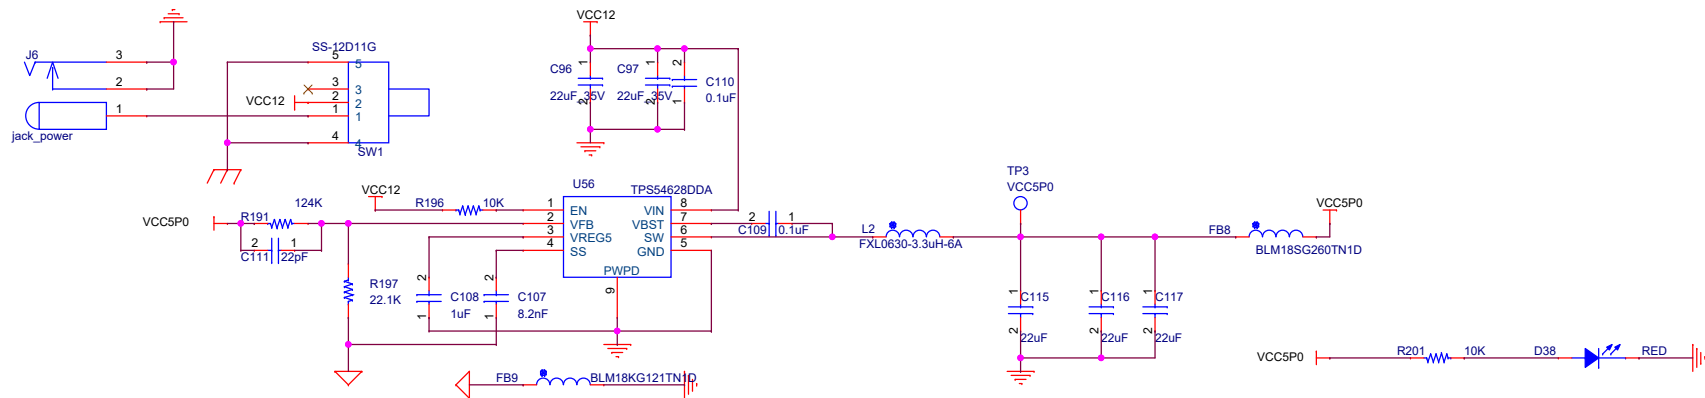 J6
3
2
1
jack_power
SS-12D11G
5
5
3
3
VCC12
2
2
1
1
4
4
SW1
VCC12
C96
1
2
22uF_35V
C97
1
2
22uF_35V
2
C110
1
0.1uF
VCC5P0
R191
124K
2
1
C111
22pF
R197
22.1K
VCC12
R196
10K
U56
TPS54628DDA
1
EN
2
VFB
3
VREG5
4
SS
VIN
8
VBST
7
SW
6
GND
5
PWPD
9
2
C108
1
1uF
2
C107
1
8.2nF
2
1
C109
0.1uF
L2
FXL0630-3.3uH-6A
TP3
VCC5P0
1
C115
2
22uF
1
C116
2
22uF
1
C117
2
22uF
FB8
BLM18SG260TN1D
VCC5P0
FB9
BLM18KG121TN1D
VCC5P0
R201
10K
D38
RED